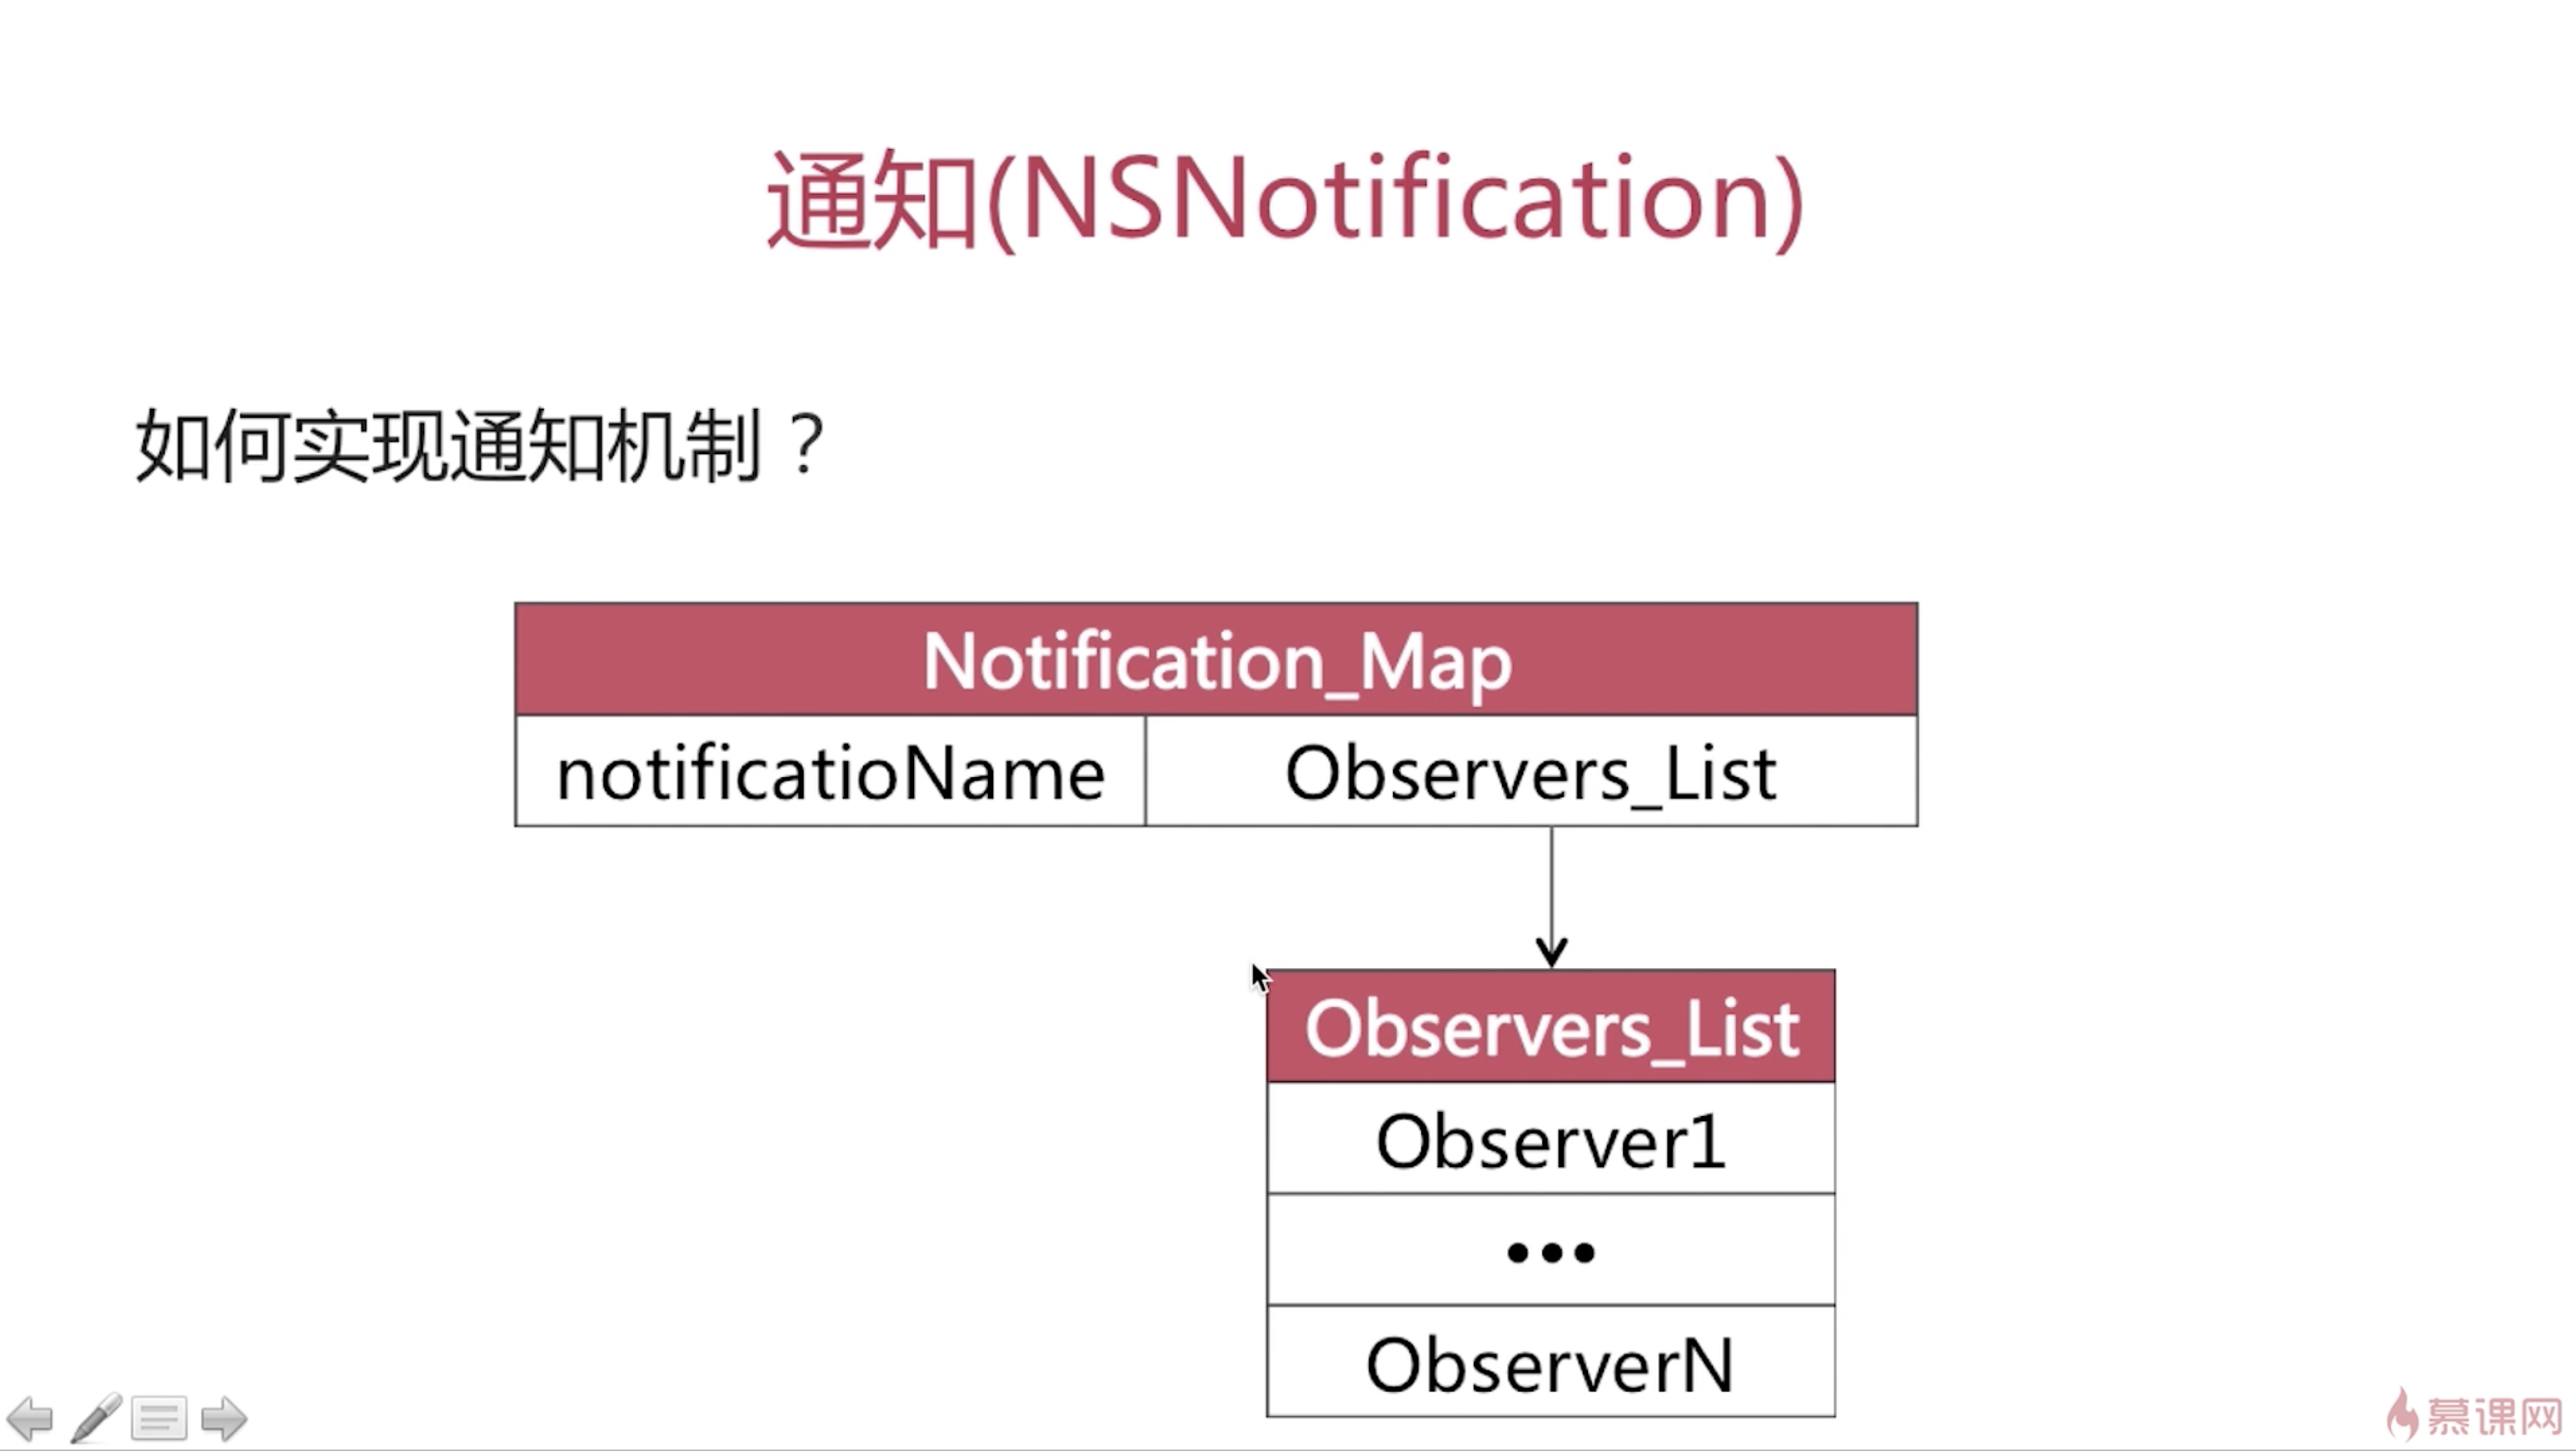 通知(NSNotification)
如何实现通知机制？
Notification_Map
notificatioName
Observers_List
Observers_List
Observer1
•••
ObserverN
慕课网